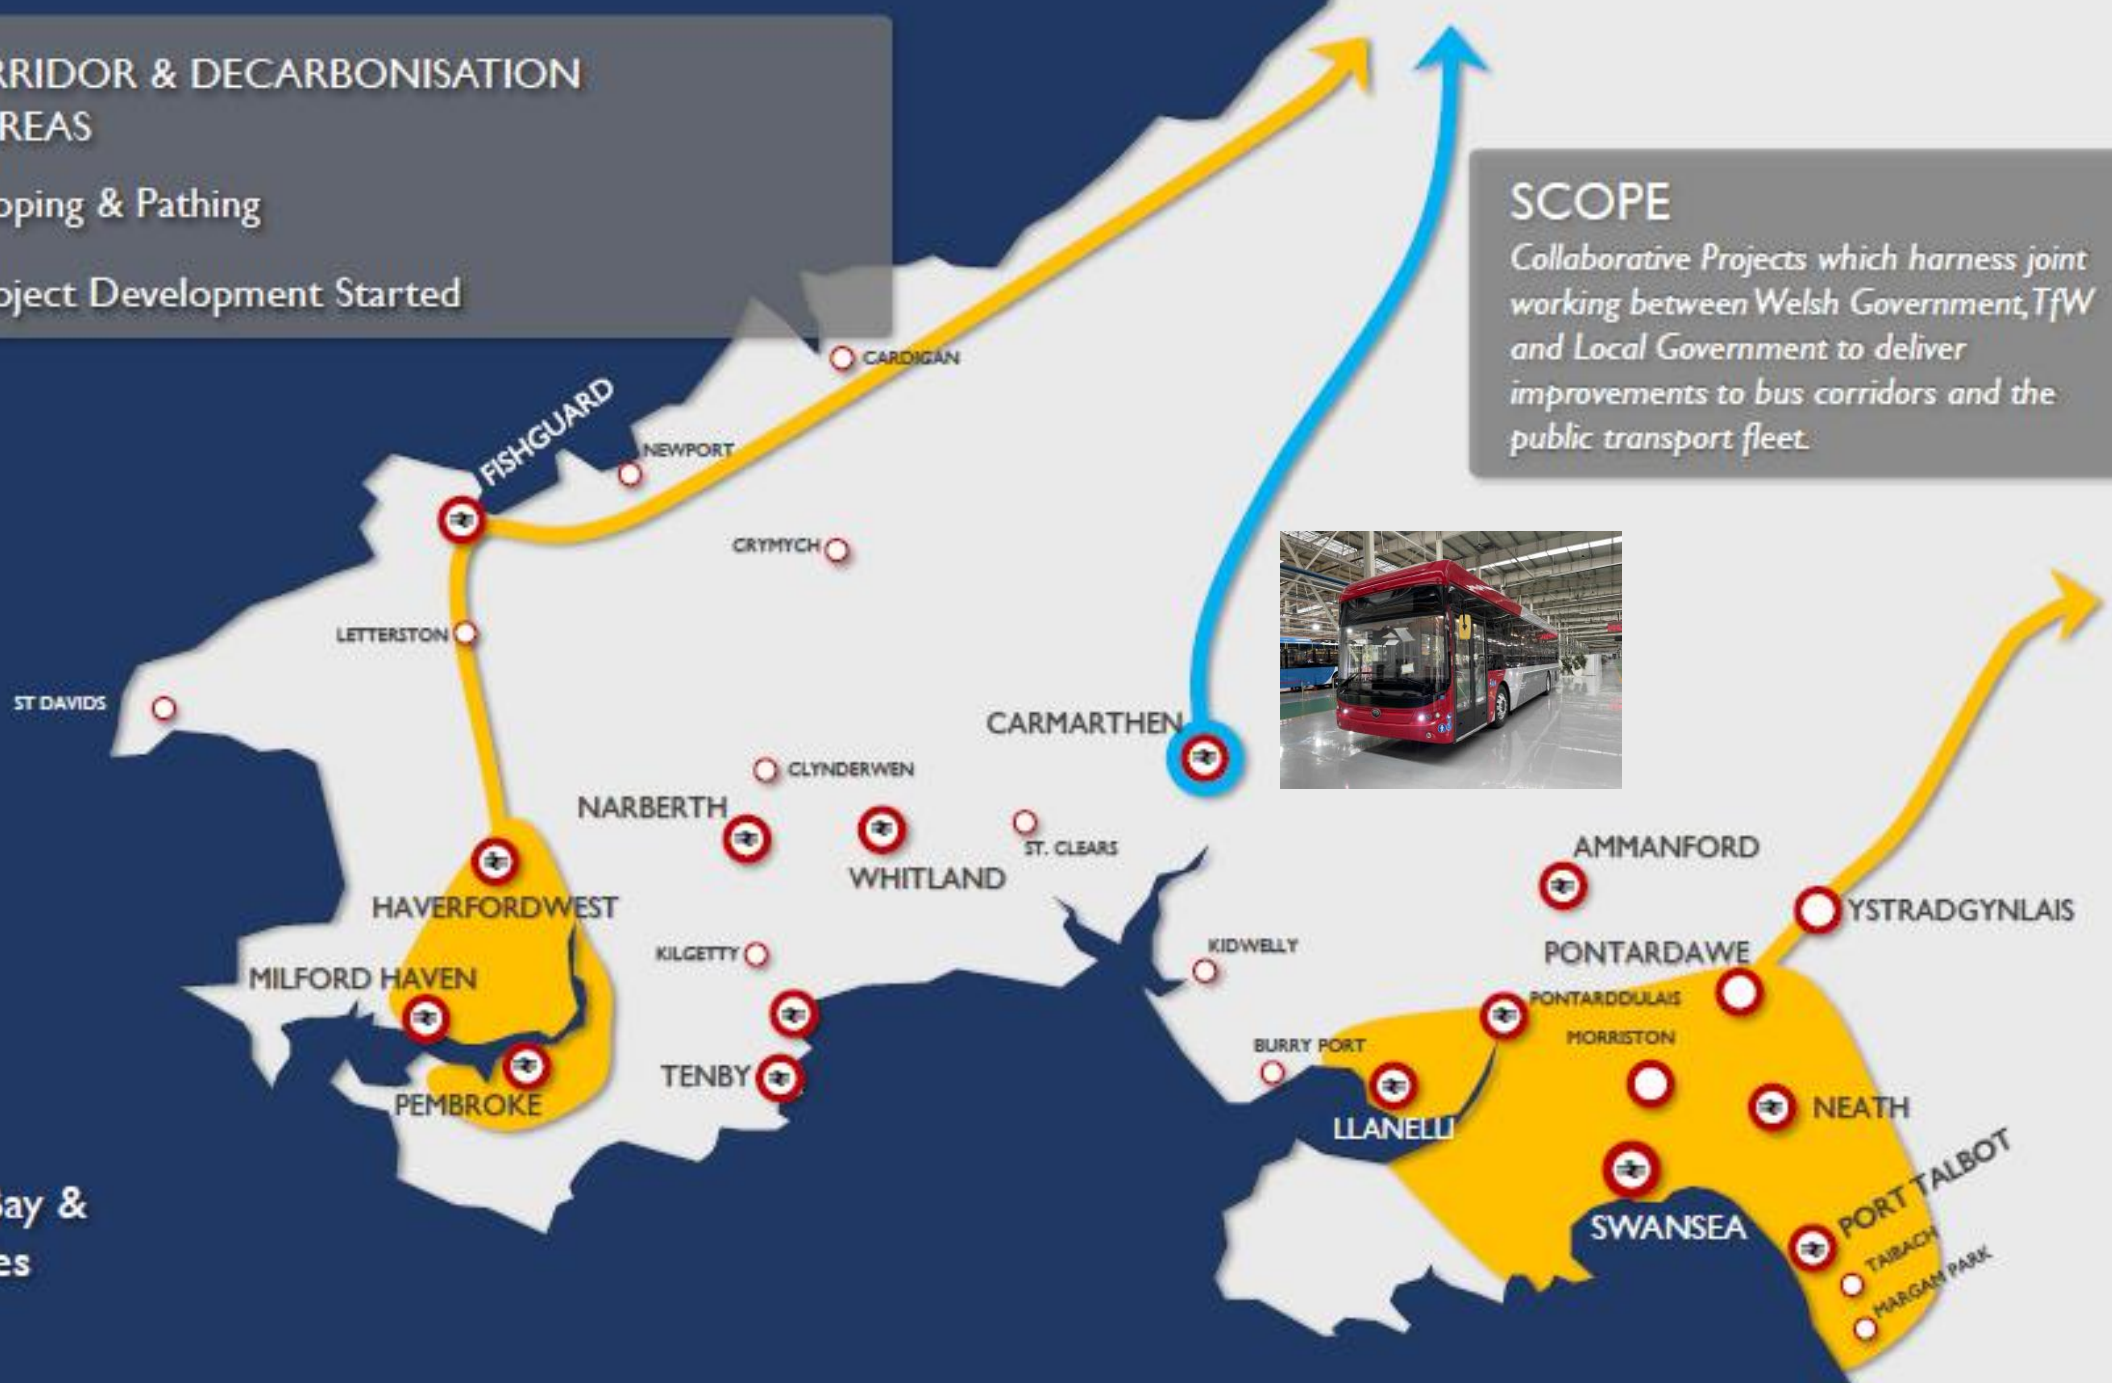 RRIDOR & DECARBONISATION
REAS
oping & Pathing
oject Development Started
SCOPE
Collaborative Projects which harness joint
working between Welsh Government, TfW
and Local Government to deliver
improvements to bus corridors and the
public transport fleet.
CARDIGAN
FISHGUARD
NEWPORT
CRYMYCH
LETTERSTON
ST DAVIDS
CARMARTHEN
CLYNDERWEN
NARBERTH
ST. CLEARS
WHITLAND
AMMANFORD
HAVERFORDWEST
YSTRADGYNLAIS
KILGETTY
KIDWELLY
PONTARDAWE
MILFORD HAVEN
PONTARDDULAIS
MORRISTON
BURRY PORT
TENBY
PEMBROKE
NEATH
LLANELLI
PORT TALBOT
SWANSEA
TAIBACH
MARGAM PARK
Bay &
es